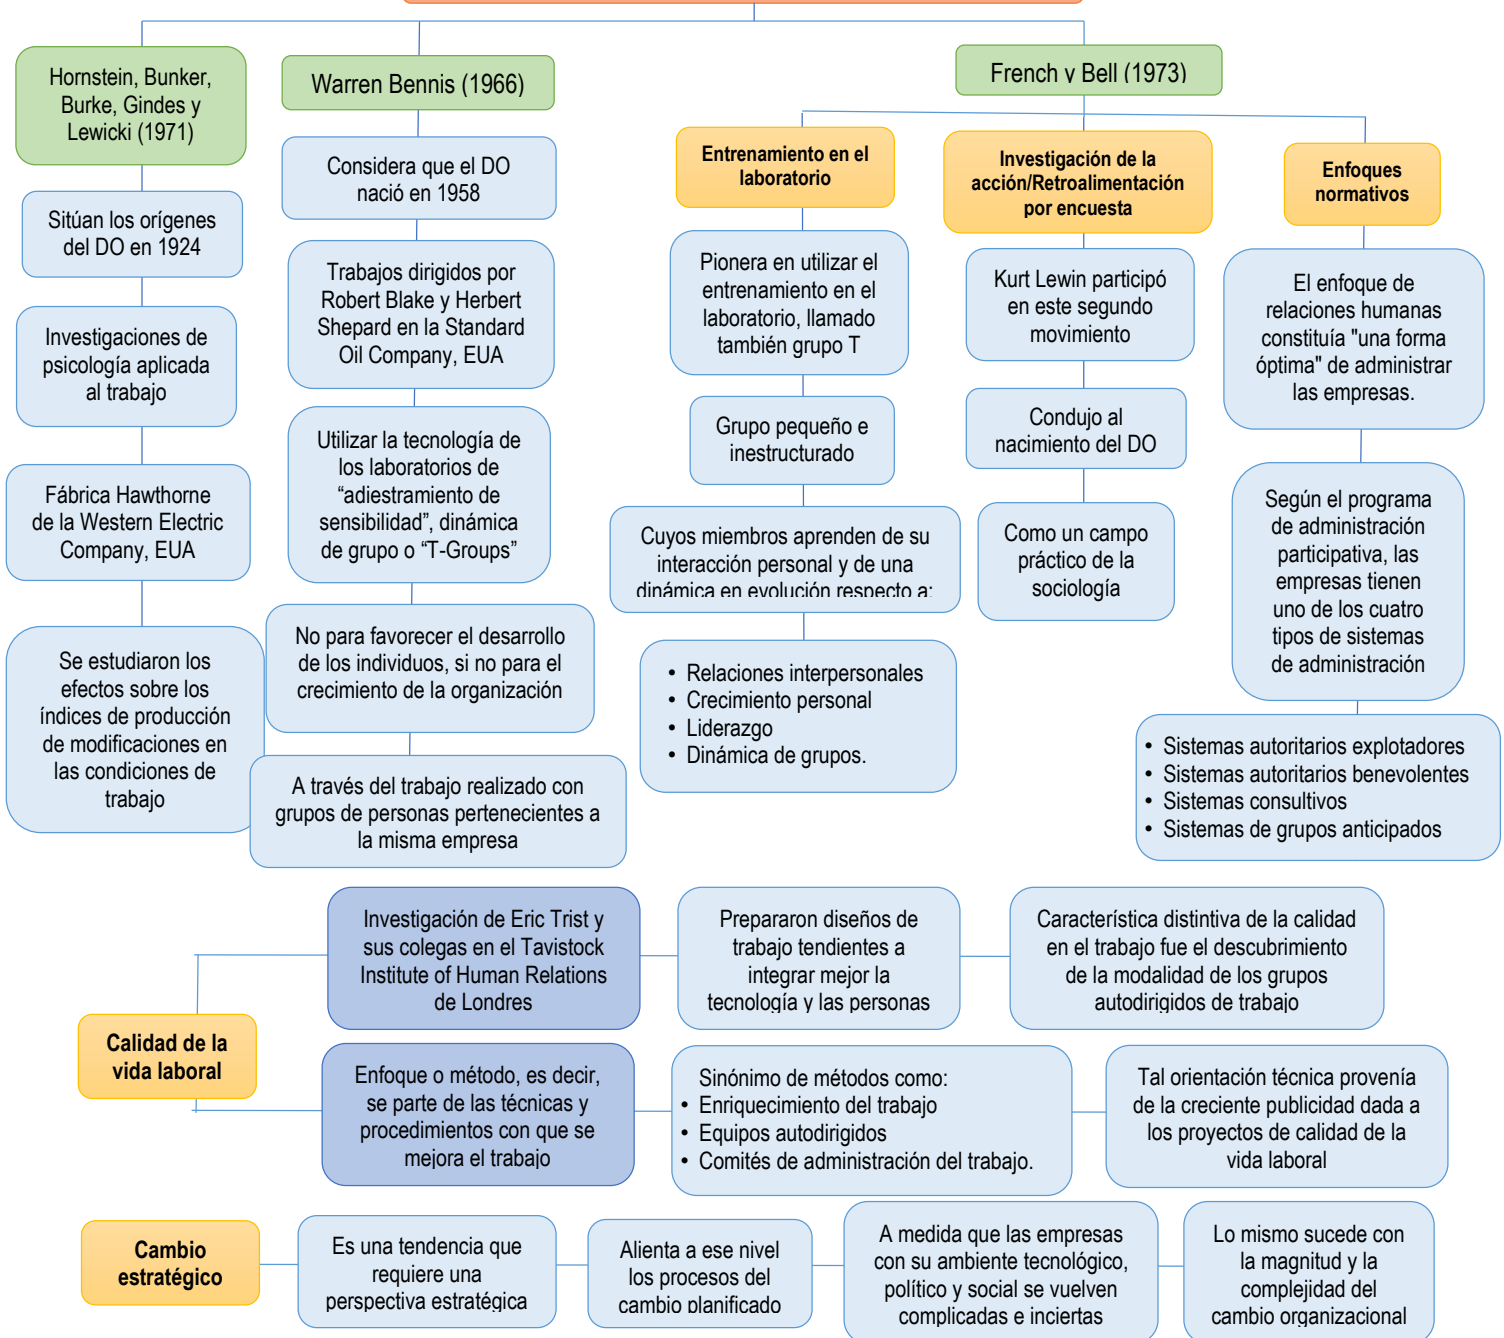 Hornstein, Bunker,
Burke, Gindes y
Lewicki (1971)
Sitúan los orígenes
del DO en 1924
Investigaciones de
psicología aplicada
al trabajo
Fábrica Hawthorne
de la Western Electric
Company, EUA
Se estudiaron los
efectos sobre los
índices de producción
de modificaciones en
las condiciones de
trabajo
Warren Bennis (1966)
Considera que el DO
nació en 1958
Trabajos dirigidos por
Robert Blake y Herbert
Shepard en la Standard
Oil Company, EUA
Utilizar la tecnología de
los laboratorios de
“adiestramiento de
sensibilidad”, dinámica
de grupo o “T-Groups”
No para favorecer el desarrollo
de los individuos, si no para el
crecimiento de la organización
A través del trabajo realizado con
grupos de personas pertenecientes a
la misma empresa
French y Bell (1973)
Entrenamiento en el
laboratorio
Pionera en utilizar el
entrenamiento en el
laboratorio, llamado
también grupo T
Grupo pequeño e
inestructurado
Cuyos miembros aprenden de su
interacción personal y de una
dinámica en evolución respecto a:
• Relaciones interpersonales
• Crecimiento personal
• Liderazgo
• Dinámica de grupos.
Investigación de la
acción/Retroalimentación
por encuesta
Kurt Lewin participó
en este segundo
movimiento
Condujo al
nacimiento del DO
Como un campo
práctico de la
sociología
Enfoques
normativos
El enfoque de
relaciones humanas
constituía "una forma
óptima" de administrar
las empresas.
Según el programa
de administración
participativa, las
empresas tienen
uno de los cuatro
tipos de sistemas
de administración
• Sistemas autoritarios explotadores
• Sistemas autoritarios benevolentes
• Sistemas consultivos
• Sistemas de grupos anticipados
Calidad de la
vida laboral
Investigación de Eric Trist y
sus colegas en el Tavistock
Institute of Human Relations
de Londres
Prepararon diseños de
trabajo tendientes a
integrar mejor la
tecnología y las personas
Característica distintiva de la calidad
en el trabajo fue el descubrimiento
de la modalidad de los grupos
autodirigidos de trabajo
Enfoque o método, es decir,
se parte de las técnicas y
procedimientos con que se
mejora el trabajo
Sinónimo de métodos como:
• Enriquecimiento del trabajo
• Equipos autodirigidos
• Comités de administración del trabajo.
Tal orientación técnica provenía
de la creciente publicidad dada a
los proyectos de calidad de la
vida laboral
Cambio
estratégico
Es una tendencia que
requiere una
perspectiva estratégica
Alienta a ese nivel
los procesos del
cambio planificado
A medida que las empresas
con su ambiente tecnológico,
político y social se vuelven
complicadas e inciertas
Lo mismo sucede con
la magnitud y la
complejidad del
cambio organizacional